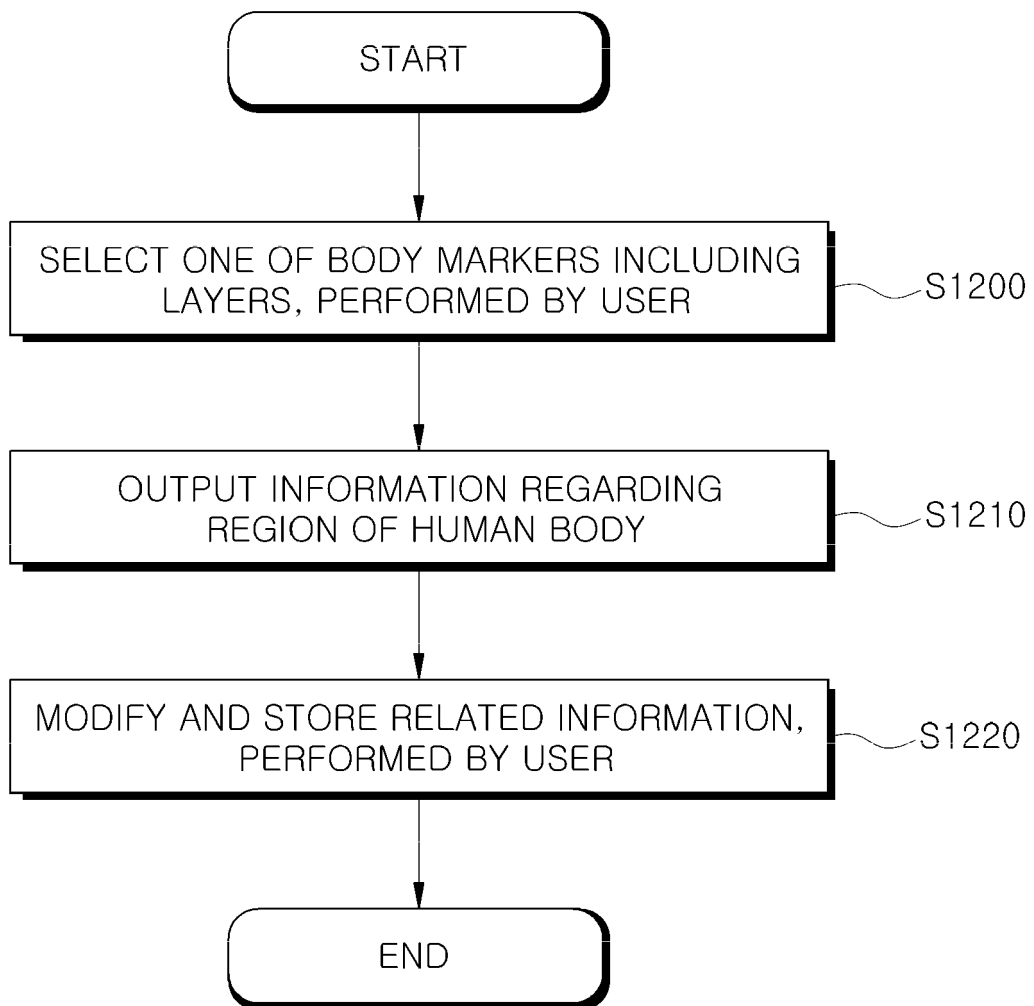 START
SELECT ONE OF BODY MARKERS INCLUDING
LAYERS, PERFORMED BY USER
S1200
OUTPUT INFORMATION REGARDING
REGION OF HUMAN BODY
S1210
MODIFY AND STORE RELATED INFORMATION,
PERFORMED BY USER
S1220
END